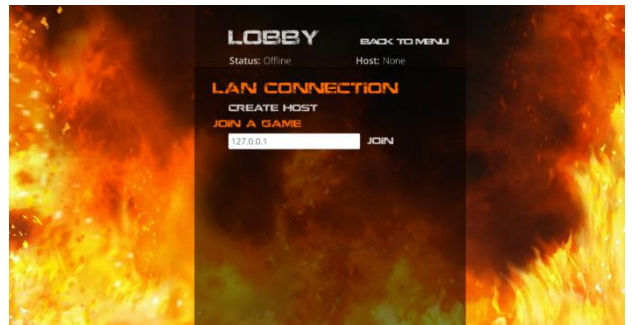 LOBBY BACK TO MENU
Status: Offline Host: None
LAN CONNECTION
CREATE HOST
JOIN A GAME
127.0.0.1 JOIN